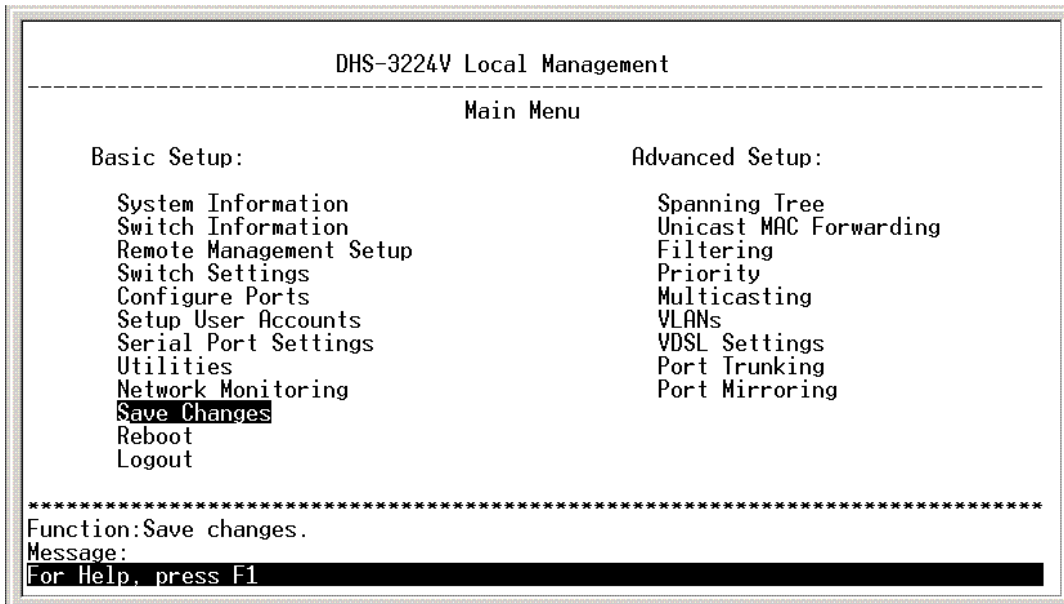 DHS-3224V Local Management
--------------------------------------------------------------------------------
Main Menu
Basic Setup:
System Information
Switch Information
Remote Management Setup
Switch Settings
Configure Ports
Setup User Accounts
Serial Port Settings
Utilities
Network Monitoring
Save Changes
Reboot
Logout
Advanced Setup:
Spanning Tree
Unicast MAC Forwarding
Filtering
Priority
Multicasting
VLANs
VDSL Settings
Port Trunking
Port Mirroring
*******************************************************************************
Function:Save changes.
Message:
For Help, press F1